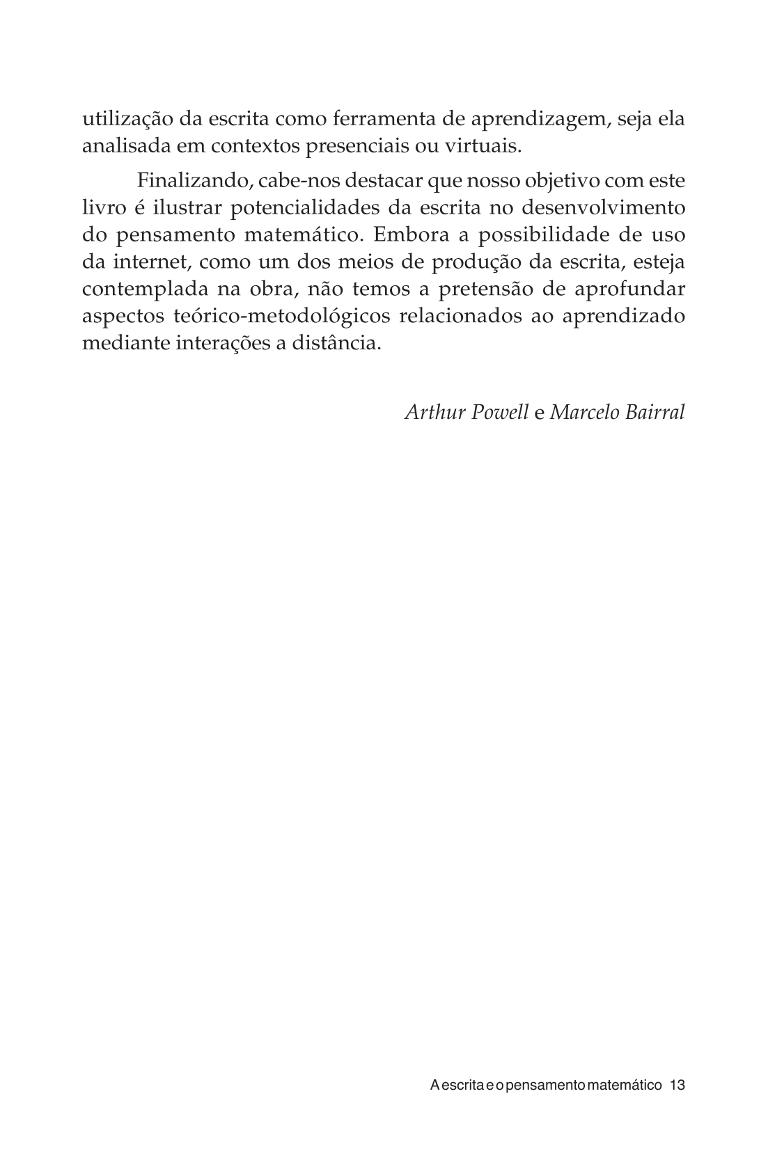 utilização da escrita como ferramenta de aprendizagem, seja ela
analisada em contextos presenciais ou virtuais.
Finalizando, cabe-nos destacar que nosso objetivo com este
livro é ilustrar potencialidades da escrita no desenvolvimento
do pensamento matemático. Embora a possibilidade de uso
da internet, como um dos meios de produção da escrita, esteja
contemplada na obra, não temos a pretensão de aprofundar
aspectos teórico-metodológicos relacionados ao aprendizado
mediante interações a distância.
Arthur Powell e Marcelo Bairral
A escrita e o pensamento matemático 13